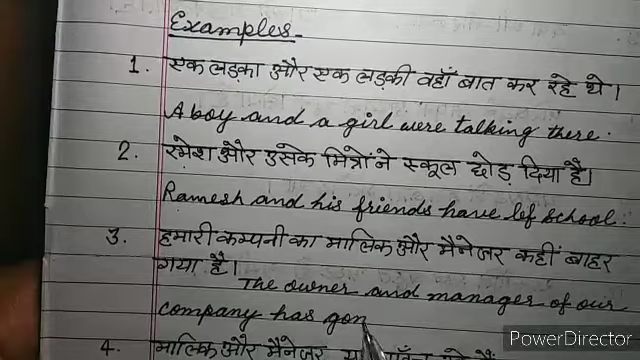 Examples-
1. एक लड़का और एक लड़की वहाँ बात कर रहे थे।
A boy and a girl were talking there.
2. रमेश और उसके मित्रों ने स्कूल छोड़ दिया है।
Ramesh and his friends have lef school.
3. हमारी कम्पनी का मालिक और मैनेजर कहीं बाहर
गया है।
The owner and manager of our
company has gon
4. मालिक और मैनेजर
PowerDirector